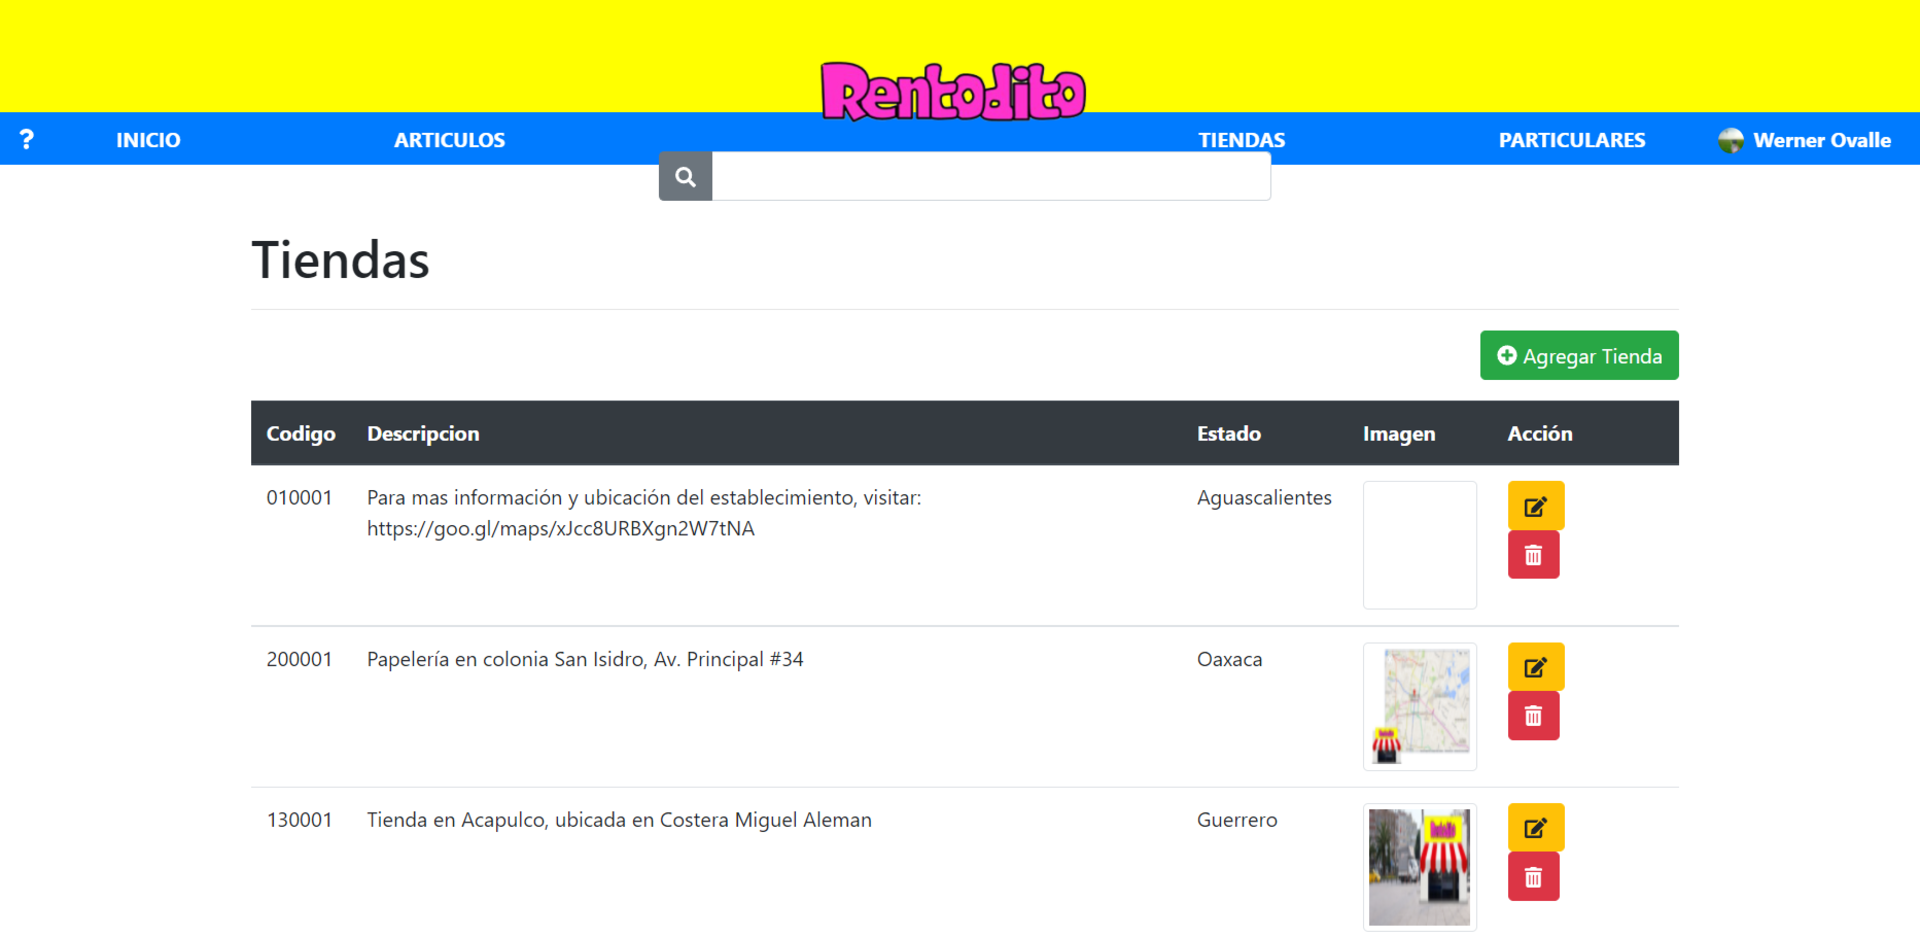 Rentodito
? INICIO ARTICULOS TIENDAS PARTICULARES Werner Ovalle
Tiendas
Agregar Tienda
Codigo Descripcion Estado Imagen Acción
010001 Para mas información y ubicación del establecimiento, visitar: Aguascalientes
https://goo.gl/maps/xJcc8URBXgn2W7tNA
200001 Papelería en colonia San Isidro, Av. Principal #34 Oaxaca
130001 Tienda en Acapulco, ubicada en Costera Miguel Aleman Guerrero
Rentodito